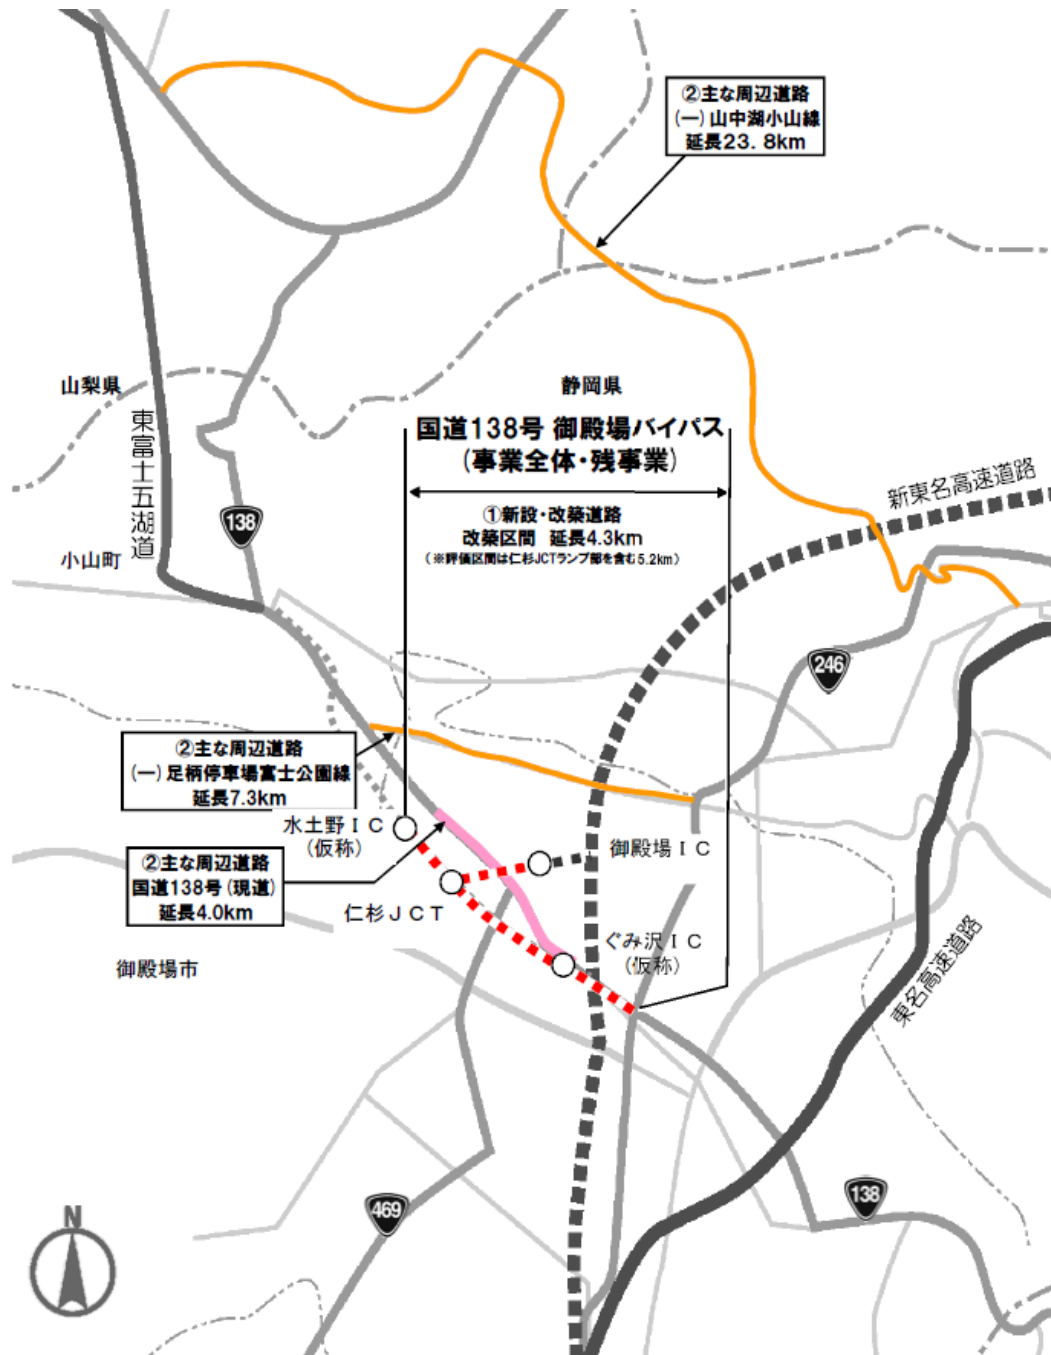 ②主な周辺道路
(一)山中湖小山線
延長23.8km
山梨県
静岡県
東富士五湖道
国道138号 御殿場バイパス
(事業全体・残事業)
新東名高速道路
①新設・改築道路
改築区間 延長4.3km
(※評価区間は仁杉JCTランプ部を含む5.2km)
138
小山町
246
②主な周辺道路
(一)足柄停車場富士公園線
延長7.3km
水土野IC
(仮称)
御殿場IC
②主な周辺道路
国道138号(現道)
延長4.0km
仁杉JCT
ぐみ沢IC
(仮称)
御殿場市
東名高速道路
138
469
N